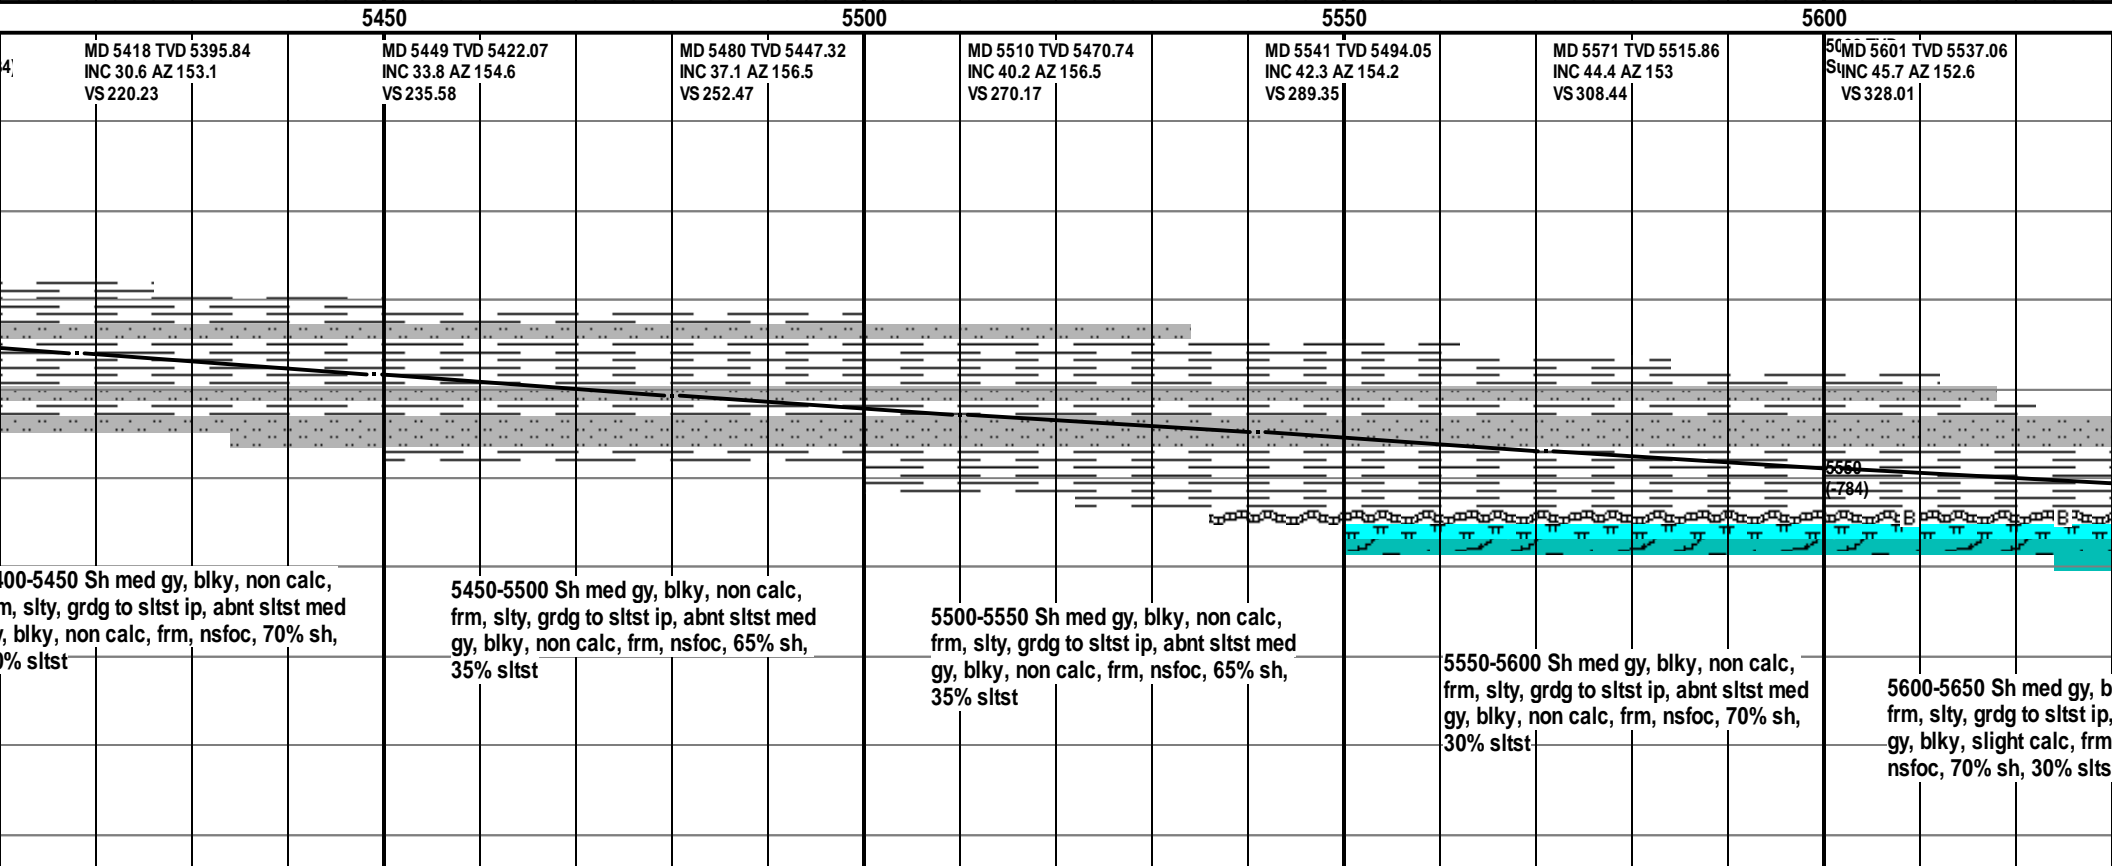 5450
5500
5550
5600
MD 5418 TVD 5395.84
INC 30.6 AZ 153.1
VS 220.23
MD 5449 TVD 5422.07
INC 33.8 AZ 154.6
VS 235.58
MD 5480 TVD 5447.32
INC 37.1 AZ 156.5
VS 252.47
MD 5510 TVD 5470.74
INC 40.2 AZ 156.5
VS 270.17
MD 5541 TVD 5494.05
INC 42.3 AZ 154.2
VS 289.35
MD 5571 TVD 5515.86
INC 44.4 AZ 153
VS 308.44
MD 5601 TVD 5537.06
INC 45.7 AZ 152.6
VS 328.01
5550
(-784)
B
B
400-5450 Sh med gy, blky, non calc,
m, slty, grdg to sltst ip, abnt sltst med
, blky, non calc, frm, nsfoc, 70% sh,
% sltst
5450-5500 Sh med gy, blky, non calc,
frm, slty, grdg to sltst ip, abnt sltst med
gy, blky, non calc, frm, nsfoc, 65% sh,
35% sltst
5500-5550 Sh med gy, blky, non calc,
frm, slty, grdg to sltst ip, abnt sltst med
gy, blky, non calc, frm, nsfoc, 65% sh,
35% sltst
5550-5600 Sh med gy, blky, non calc,
frm, slty, grdg to sltst ip, abnt sltst med
gy, blky, non calc, frm, nsfoc, 70% sh,
30% sltst
5600-5650 Sh med gy, b
frm, slty, grdg to sltst ip,
gy, blky, slight calc, frm
nsfoc, 70% sh, 30% slts